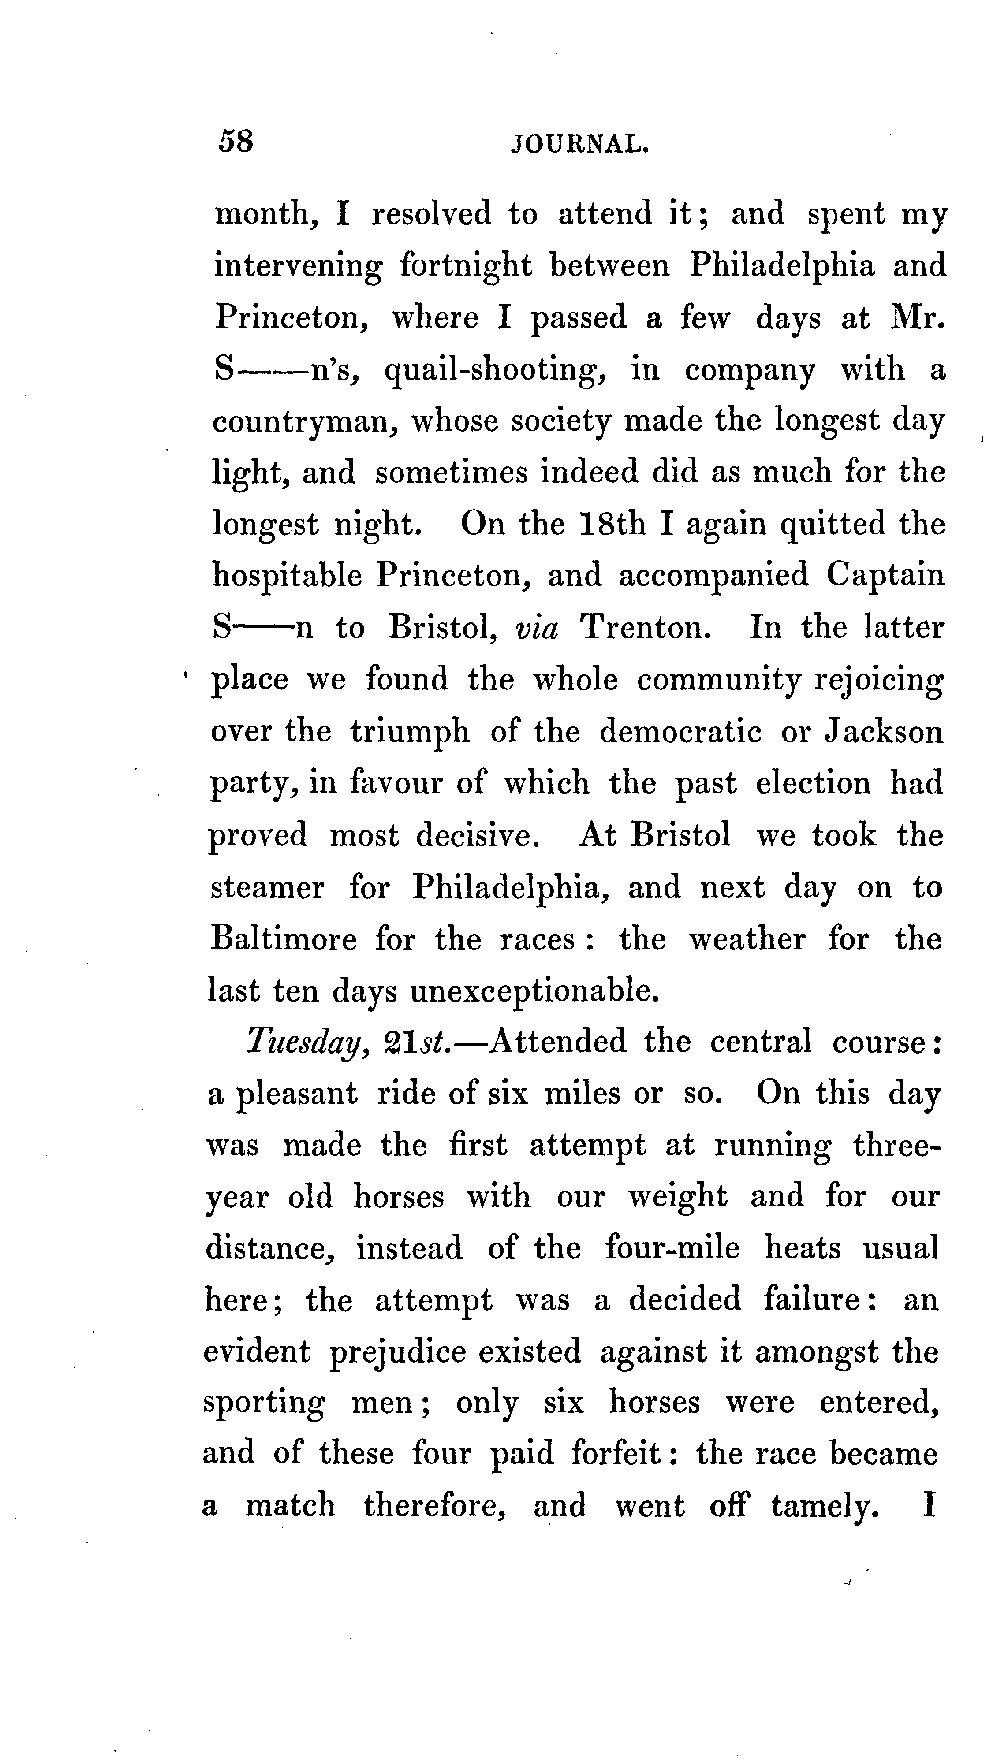 58 JOURNAL.
month, I resolved to attend it; and spent my
intervening fortnight between Philadelphia and
Princeton, where I passed a few days at Mr.
S——n's, quail-shooting, in company with a
countryman, whose society made the longest day
light, and sometimes indeed did as much for the
longest night. On the 18th I again quitted the
hospitable Princeton, and accompanied Captain
S——n to Bristol, via Trenton. In the latter
place we found the whole community rejoicing
over the triumph of the democratic or Jackson
party, in favour of which the past election had
proved most decisive. At Bristol we took the
steamer for Philadelphia, and next day on to
Baltimore for the races: the weather for the
last ten days unexceptionable.
Tuesday, 21st.—Attended the central course:
a pleasant ride of six miles or so. On this day
was made the first attempt at running three-
year old horses with our weight and for our
distance, instead of the four-mile heats usual
here; the attempt was a decided failure: an
evident prejudice existed against it amongst the
sporting men; only six horses were entered,
and of these four paid forfeit: the race became
a match therefore, and went off tamely. I